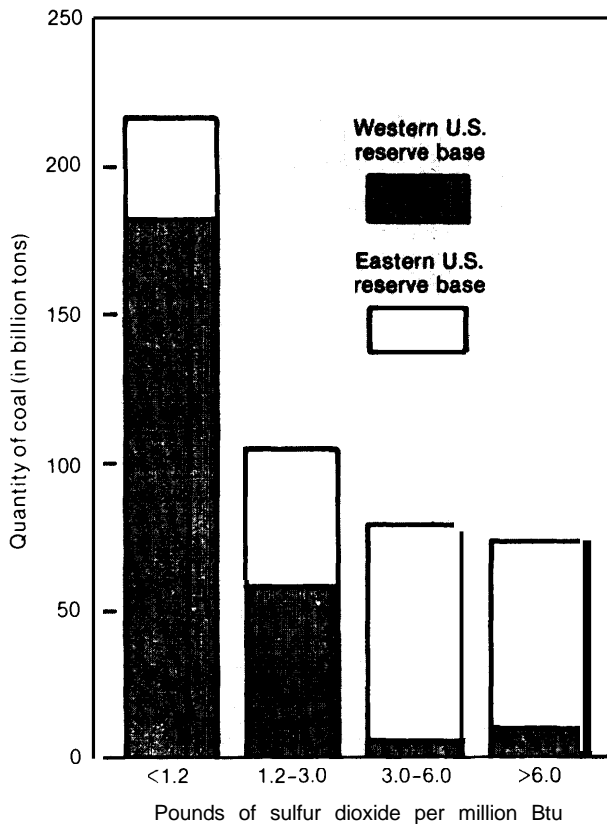 250
200
150
100
50
0
Quantity of coal (in billion tons)
Western U.S.
reserve base
Eastern U.S.
reserve base
<1.2 1.2-3.0 3.0-6.0 >6.0
Pounds of sulfur dioxide per million Btu